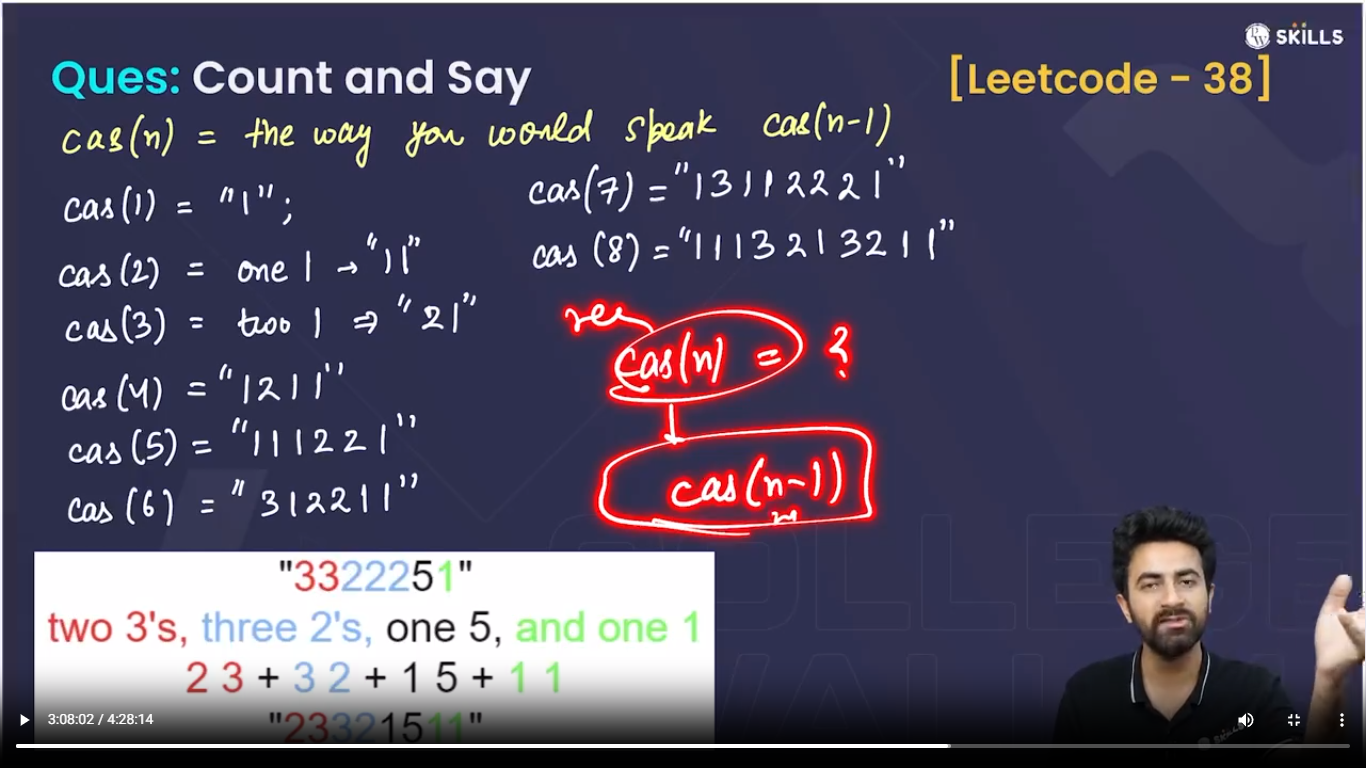 SKILLS
Ques: Count and Say
[Leetcode - 38]
cas(n) = the way you would speak cas(n-1)
cas(1) = "1";
cas(2) = one 1 → "11"
cas(3) = two 1 ⇒ "21"
cas(4) = "1211"
cas(5) = "111221"
cas(6) = "312211"
cas(7) = "13112221"
cas(8) = "1113213211"
cas(n) = ?
cas(n-1)
"3322251"
two 3's, three 2's, one 5, and one 1
2 3 + 3 2 + 1 5 + 1 1
"23321511"
3:08:02 / 4:28:14